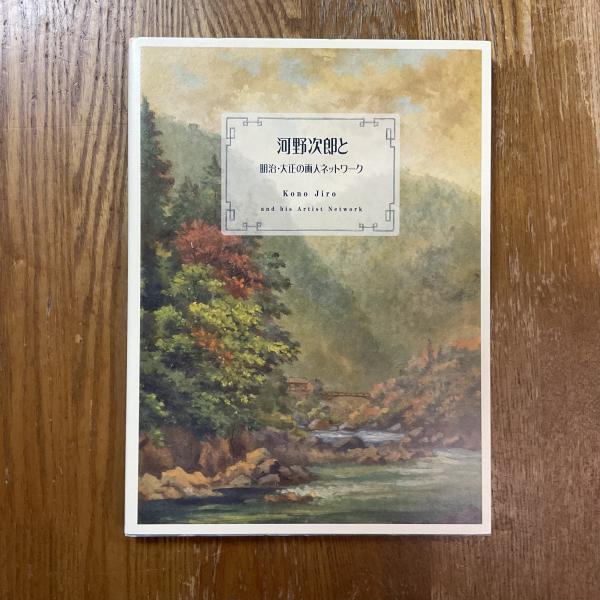 河野次郎と
明治・大正の画人ネットワーク
Kono Jiro
and his Artist Network